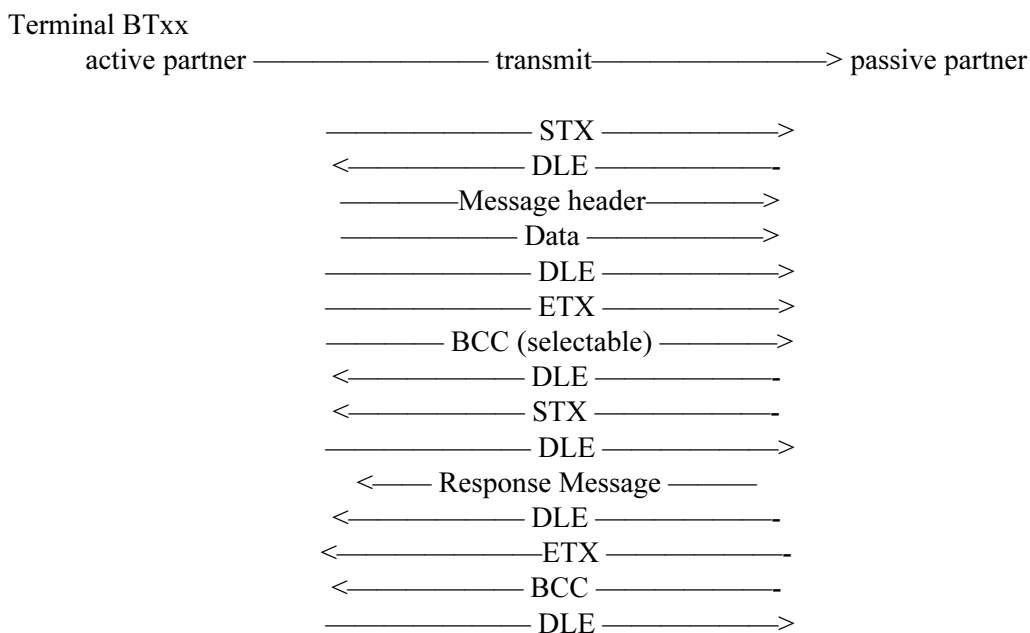 Terminal BTxx
active partner ———————— transmit————————> passive partner
——————— STX ——————>
<—————— DLE ——————-
————Message header————>
—————— Data ——————>
——————— DLE ——————>
——————— ETX ——————>
———— BCC (selectable) ————>
<—————— DLE ——————-
<—————— STX ——————-
——————— DLE ——————>
<—— Response Message ———
<—————— DLE ——————-
<———————ETX ——————-
<—————— BCC ——————-
——————— DLE ——————>